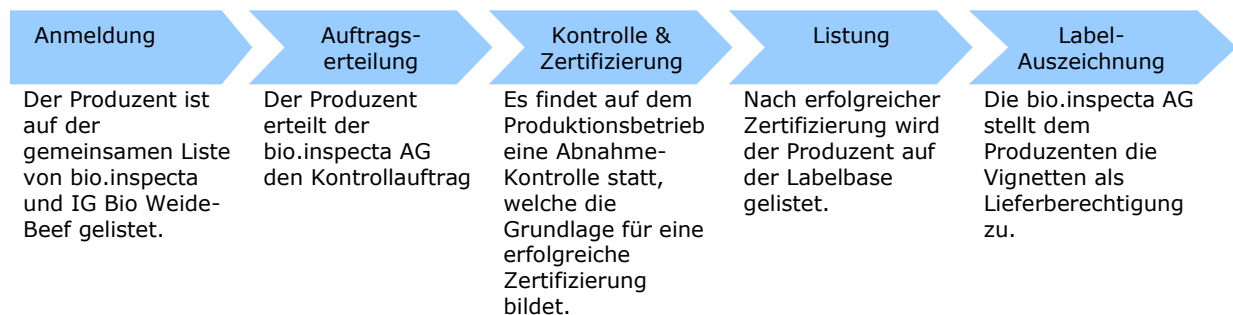 Anmeldung
Der Produzent ist
auf der
gemeinsamen Liste
von bio.inspecta
und IG Bio Weide-
Beef gelistet.
Auftrags-
erteilung
Der Produzent
erteilt der
bio.inspecta AG
den Kontrollauftrag
Kontrolle &
Zertifizierung
Es findet auf dem
Produktionsbetrieb
eine Abnahme-
Kontrolle statt,
welche die
Grundlage für eine
erfolgreiche
Zertifizierung
bildet.
Listung
Nach erfolgreicher
Zertifizierung wird
der Produzent auf
der Labelbase
gelistet.
Label-
Auszeichnung
Die bio.inspecta AG
stellt dem
Produzenten die
Vignetten als
Lieferberechtigung
zu.